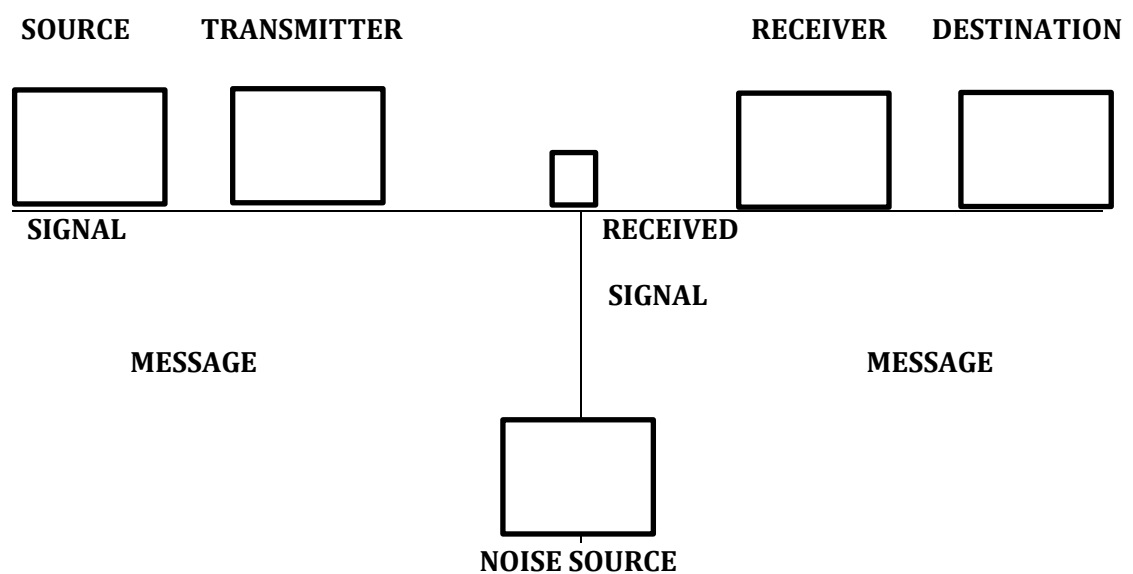 SOURCE TRANSMITTER RECEIVER DESTINATION
SIGNAL RECEIVED
SIGNAL
MESSAGE MESSAGE
NOISE SOURCE